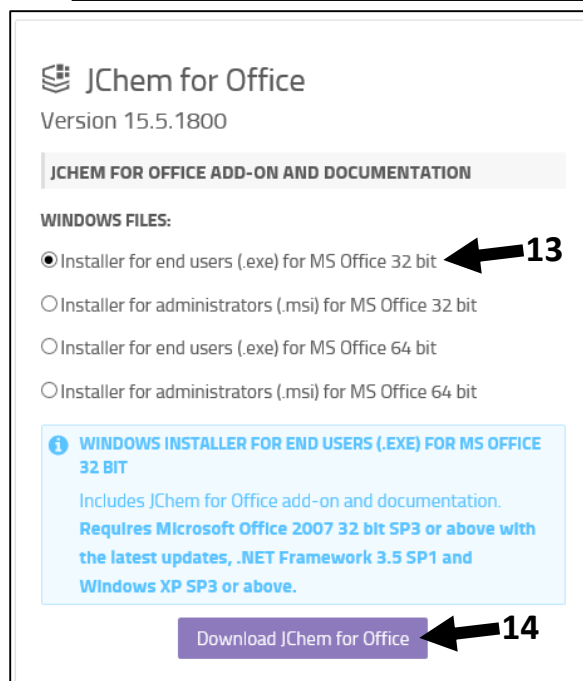 JChem for Office
Version 15.5.1800
JCHEM FOR OFFICE ADD-ON AND DOCUMENTATION
WINDOWS FILES:
Installer for end users (.exe) for MS Office 32 bit
13
Installer for administrators (.msi) for MS Office 32 bit
Installer for end users (.exe) for MS Office 64 bit
Installer for administrators (.msi) for MS Office 64 bit
WINDOWS INSTALLER FOR END USERS (.EXE) FOR MS OFFICE
32 BIT
Includes JChem for Office add-on and documentation.
Requires Microsoft Office 2007 32 bit SP3 or above with
the latest updates, .NET Framework 3.5 SP1 and
Windows XP SP3 or above.
Download JChem for Office
14